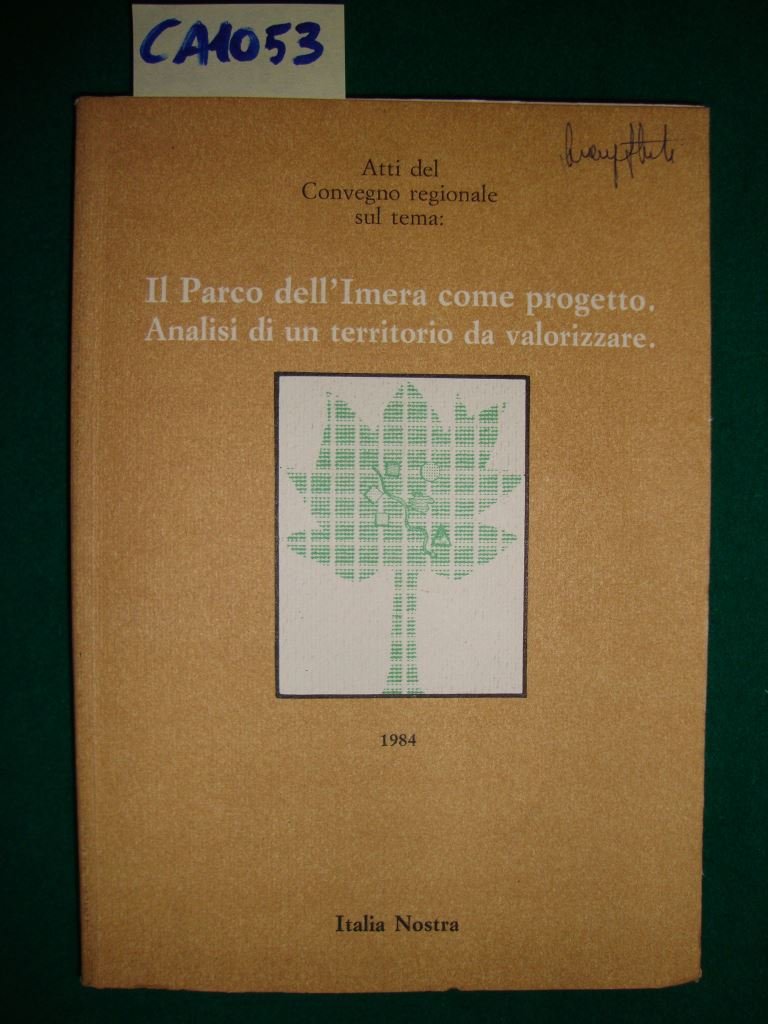 CA1053
Atti del
Convegno regionale
sul tema:
Il Parco dell'Imera come progetto.
Analisi di un territorio da valorizzare.
1984
Italia Nostra